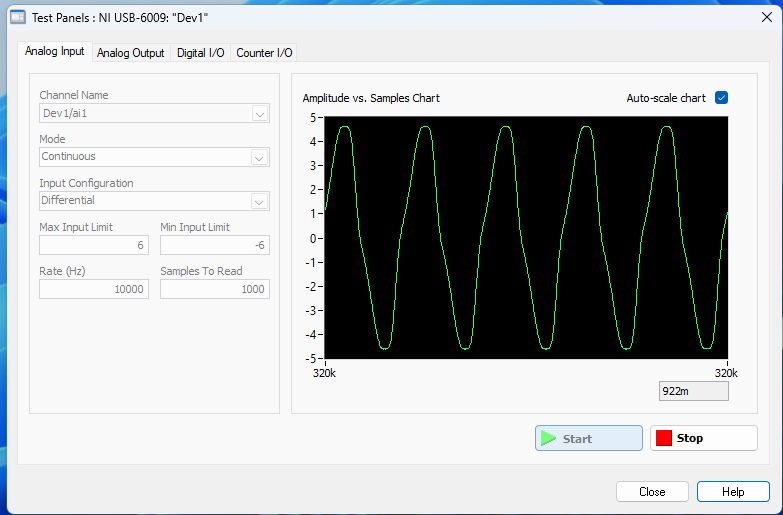 Test Panels : NI USB-6009: "Dev1"
Analog Input Analog Output Digital I/O Counter I/O
Channel Name
Dev1/ai1
Mode
Continuous
Input Configuration
Differential
Max Input Limit Min Input Limit
6 -6
Rate (Hz) Samples To Read
10000 1000
Amplitude vs. Samples Chart Auto-scale chart
5
4
3
2
1
0
-1
-2
-3
-4
-5
320k 320k
922m
Start Stop
Close Help